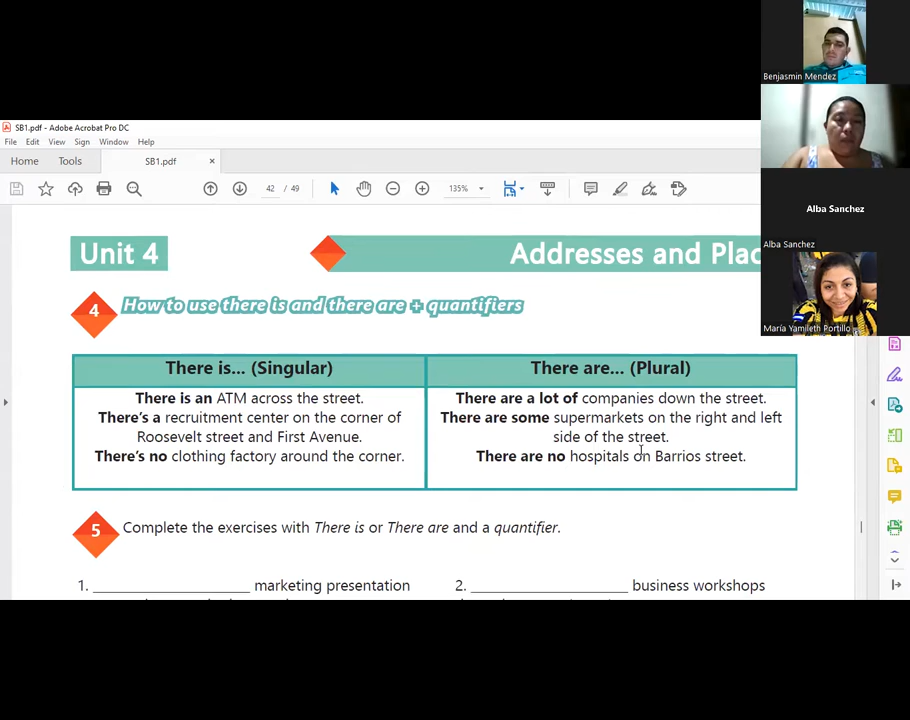 SB1.pdf - Adobe Acrobat Pro DC
File Edit View Sign Window Help
Home Tools SB1.pdf ×
42 / 49 135%
Unit 4
Addresses and Plac
4 How to use there is and there are + quantifiers
There is... (Singular)
There is an ATM across the street.
There's a recruitment center on the corner of
Roosevelt street and First Avenue.
There's no clothing factory around the corner.
There are... (Plural)
There are a lot of companies down the street.
There are some supermarkets on the right and left
side of the street.
There are no hospitals on Barrios street.
5 Complete the exercises with There is or There are and a quantifier.
1. ____________________ marketing presentation
2. ____________________ business workshops
Benjasmin Mendez
Alba Sanchez
Alba Sanchez
María Yamileth Portillo